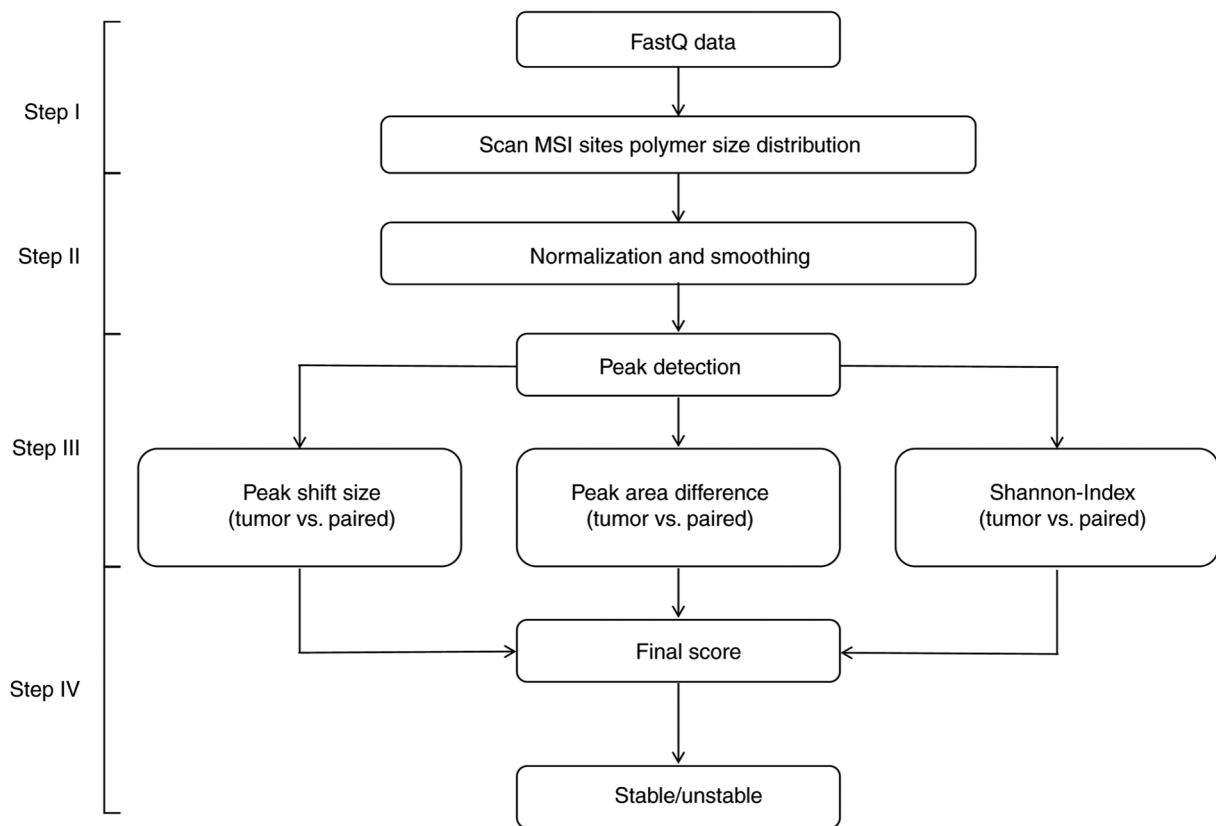 FastQ data
Step I
Scan MSI sites polymer size distribution
Step II
Normalization and smoothing
Peak detection
Step III
Peak shift size
(tumor vs. paired)
Peak area difference
(tumor vs. paired)
Shannon-Index
(tumor vs. paired)
Final score
Step IV
Stable/unstable